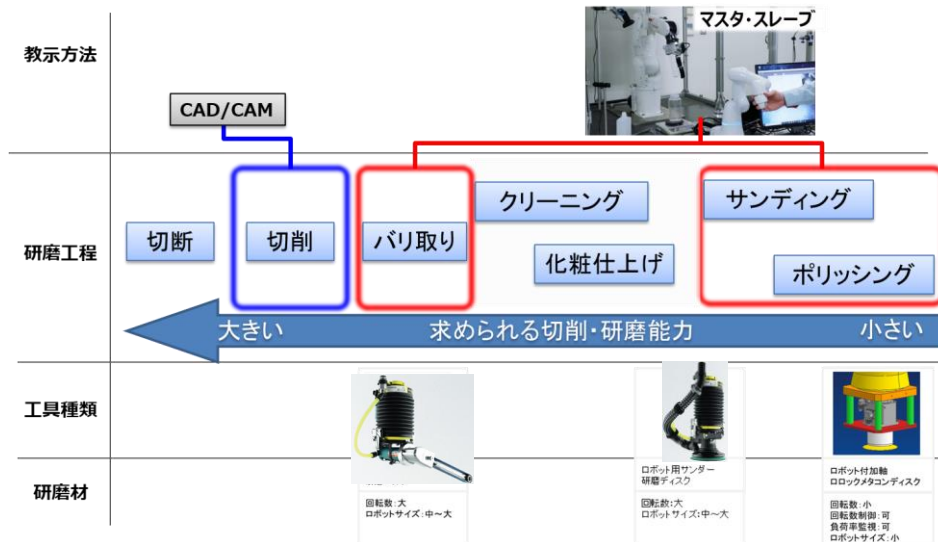 教示方法
マスタ・スレーブ
CAD/CAM
研磨工程
切断
切削
バリ取り
クリーニング
化粧仕上げ
サンディング
ポリッシング
大きい
求められる切削・研磨能力
小さい
工具種類
研磨材
回転数:大
ロボットサイズ:中~大
ロボット用サンダー
研磨ディスク
回転数:大
ロボットサイズ:中~大
ロボット付加軸
ロロックメタコンディスク
回転数:小
回転数制御:可
負荷率監視:可
ロボットサイズ:小